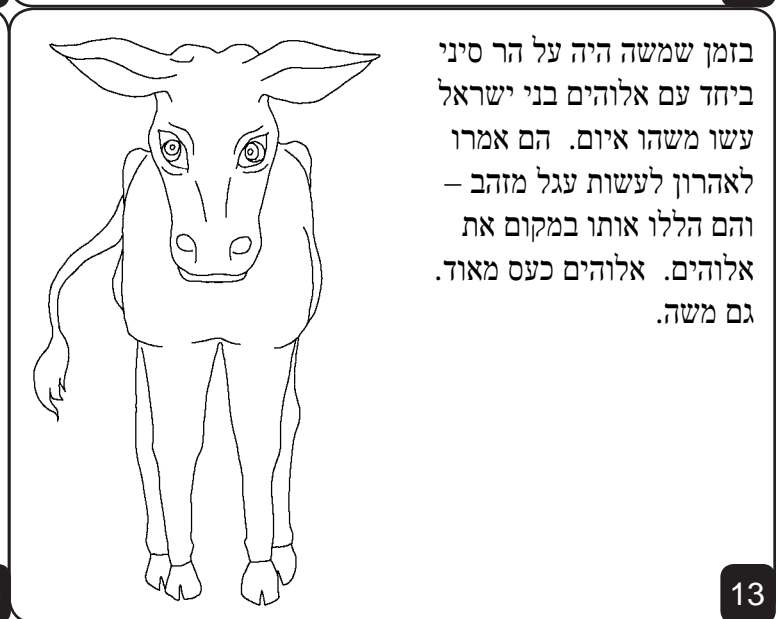 בזמן שמשה היה על הר סיני
ביחד עם אלוהים בני ישראל
עשו משהו איום.  הם אמרו
לאהרון לעשות עגל מזהב –
והם הללו אותו במקום את
אלוהים.  אלוהים כעס מאוד.
גם משה.
13